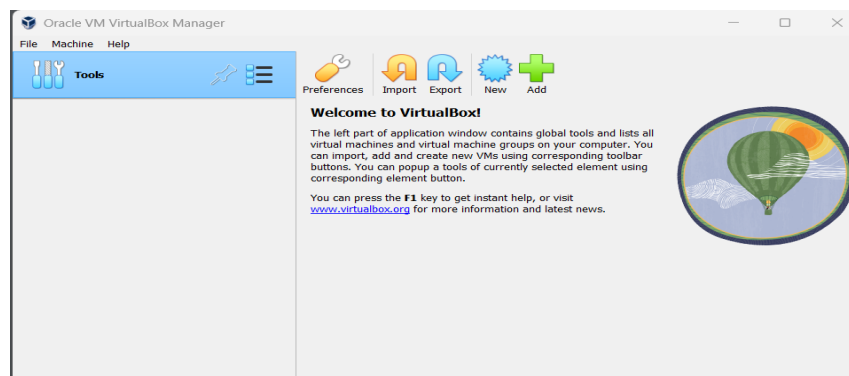 Oracle VM VirtualBox Manager
File Machine Help
Tools
Preferences Import Export New Add
Welcome to VirtualBox!
The left part of application window contains global tools and lists all
virtual machines and virtual machine groups on your computer. You
can import, add and create new VMs using corresponding toolbar
buttons. You can popup a tools of currently selected element using
corresponding element button.
You can press the F1 key to get instant help, or visit
www.virtualbox.org for more information and latest news.